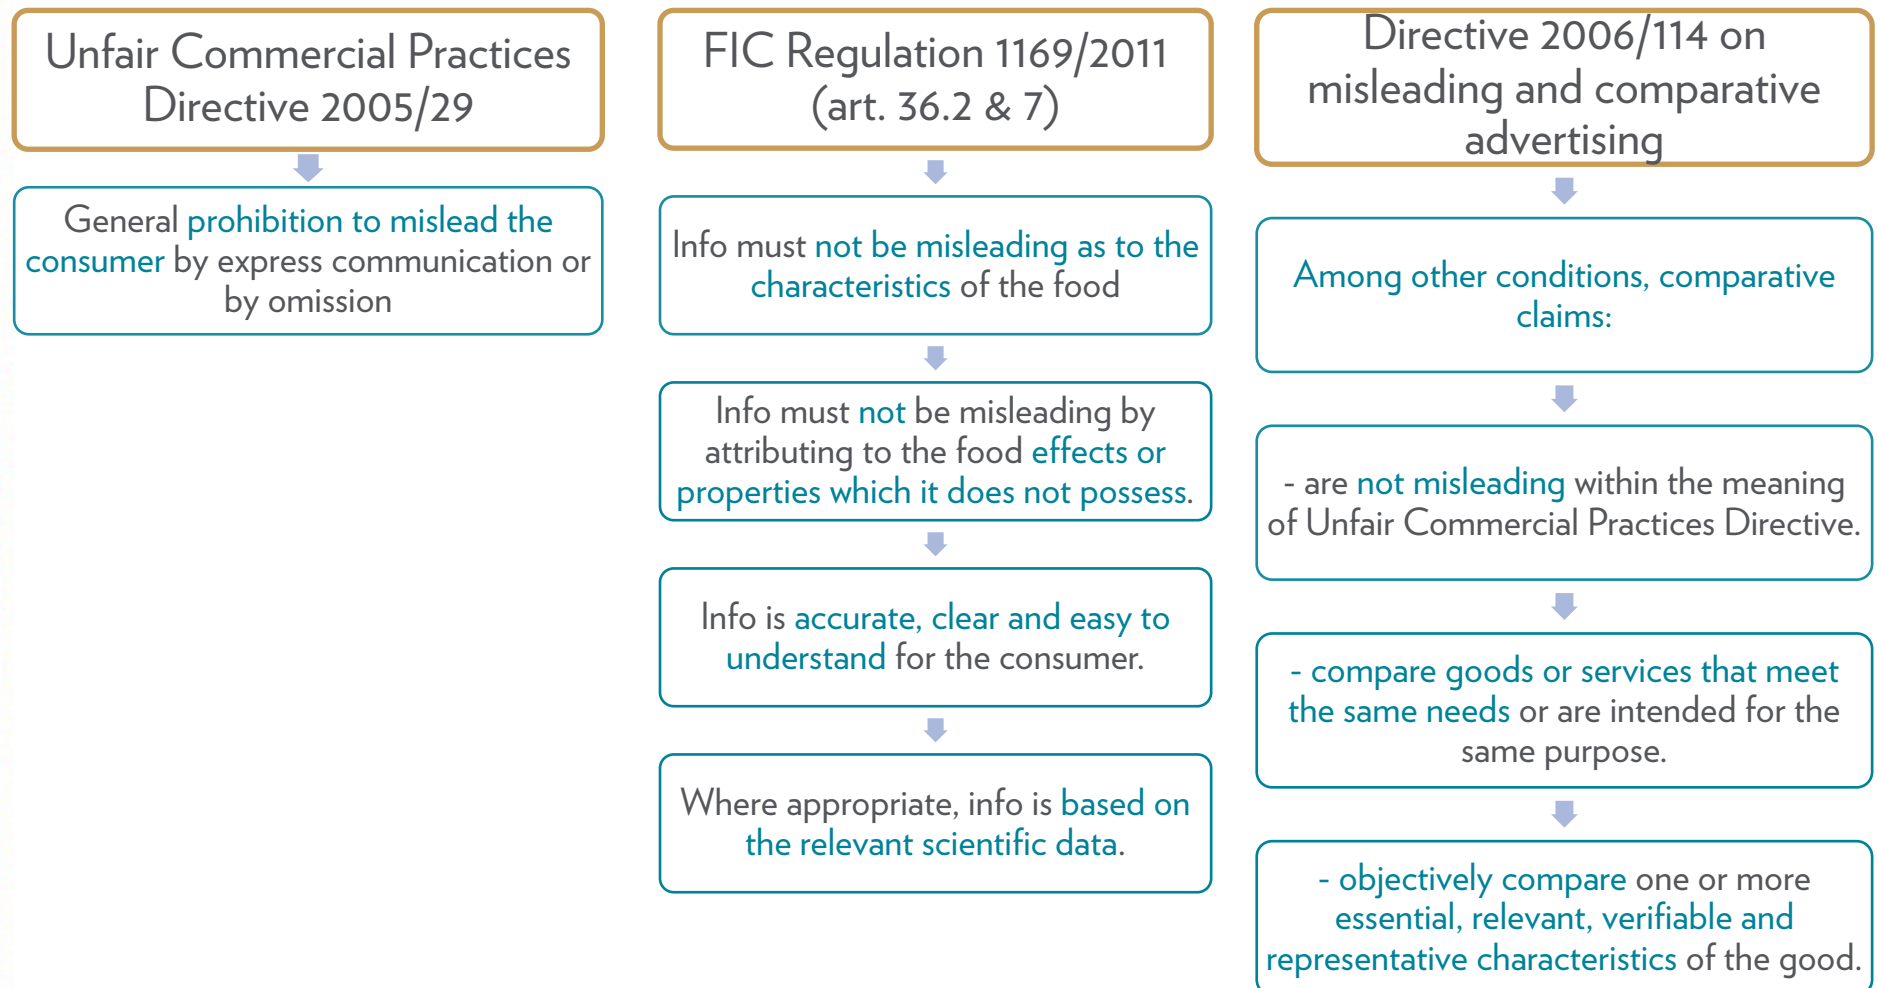 Unfair Commercial Practices
Directive 2005/29
General prohibition to mislead the
consumer by express communication or
by omission
FIC Regulation 1169/2011
(art. 36.2 & 7)
Info must not be misleading as to the
characteristics of the food
Info must not be misleading by
attributing to the food effects or
properties which it does not possess.
Info is accurate, clear and easy to
understand for the consumer.
Where appropriate, info is based on
the relevant scientific data.
Directive 2006/114 on
misleading and comparative
advertising
Among other conditions, comparative
claims:
- are not misleading within the meaning
of Unfair Commercial Practices Directive.
- compare goods or services that meet
the same needs or are intended for the
same purpose.
- objectively compare one or more
essential, relevant, verifiable and
representative characteristics of the good.